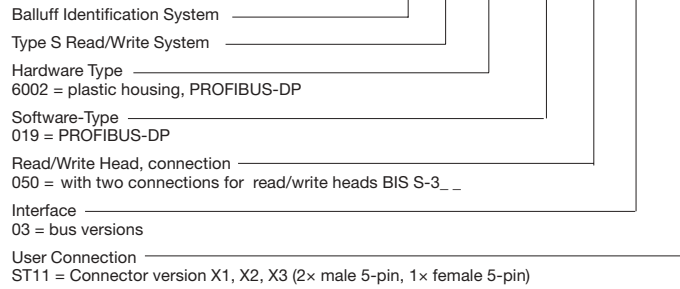 Balluff Identification System
Type S Read/Write System
Hardware Type
6002 = plastic housing, PROFIBUS-DP
Software-Type
019 = PROFIBUS-DP
Read/Write Head, connection
050 = with two connections for read/write heads BIS S-3_ _
Interface
03 = bus versions
User Connection
ST11 = Connector version X1, X2, X3 (2× male 5-pin, 1× female 5-pin)